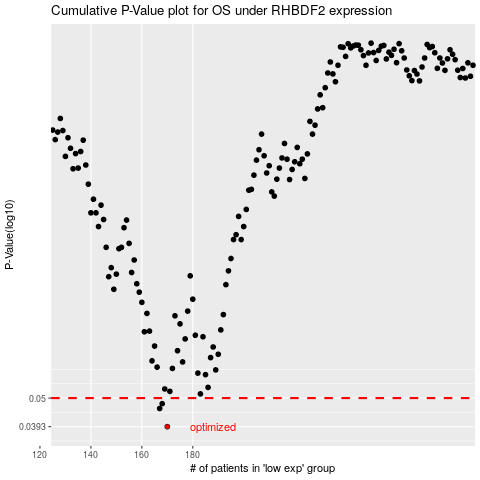 Cumulative P-Value plot for OS under RHBDF2 expression
P-Value(log10)
0.05
0.0393
optimized
120 140 160 180
# of patients in 'low exp' group